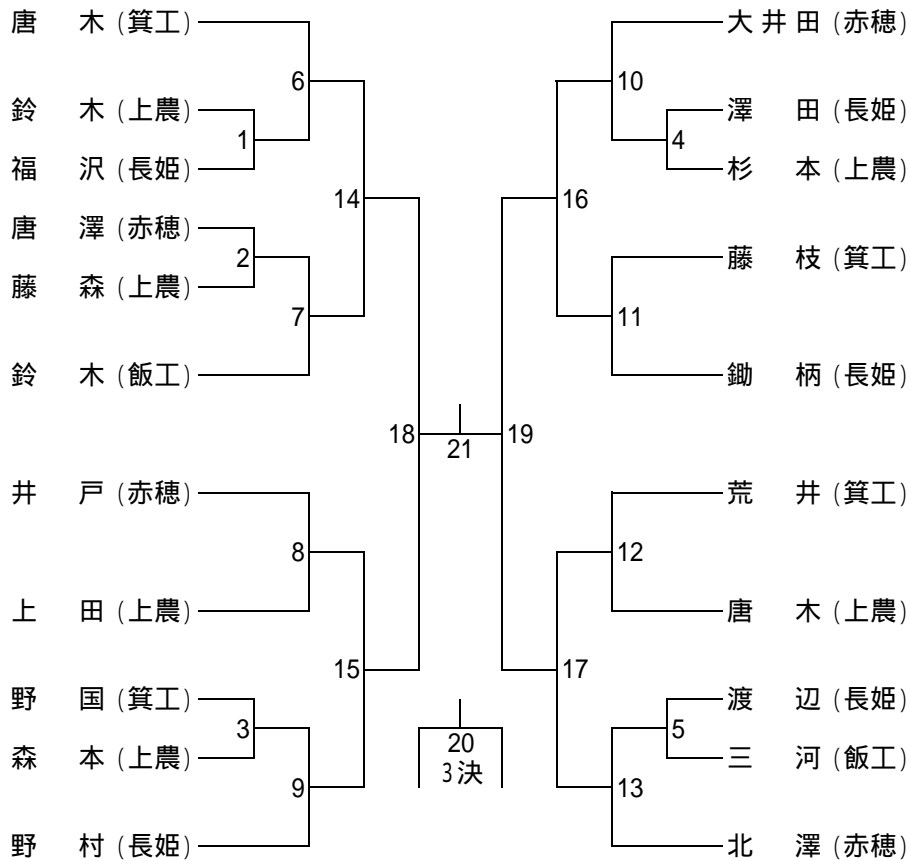 唐 木 (箕工)
鈴 木 (上農)
福 沢 (長姫)
唐 澤 (赤穂)
藤 森 (上農)
鈴 木 (飯工)
井 戸 (赤穂)
上 田 (上農)
野 国 (箕工)
森 本 (上農)
野 村 (長姫)
6
1
14
2
7
18
8
15
3
9
21
20
3決
19
10
4
16
11
12
17
5
13
大井田 (赤穂)
澤 田 (長姫)
杉 本 (上農)
藤 枝 (箕工)
鋤 柄 (長姫)
荒 井 (箕工)
唐 木 (上農)
渡 辺 (長姫)
三 河 (飯工)
北 澤 (赤穂)